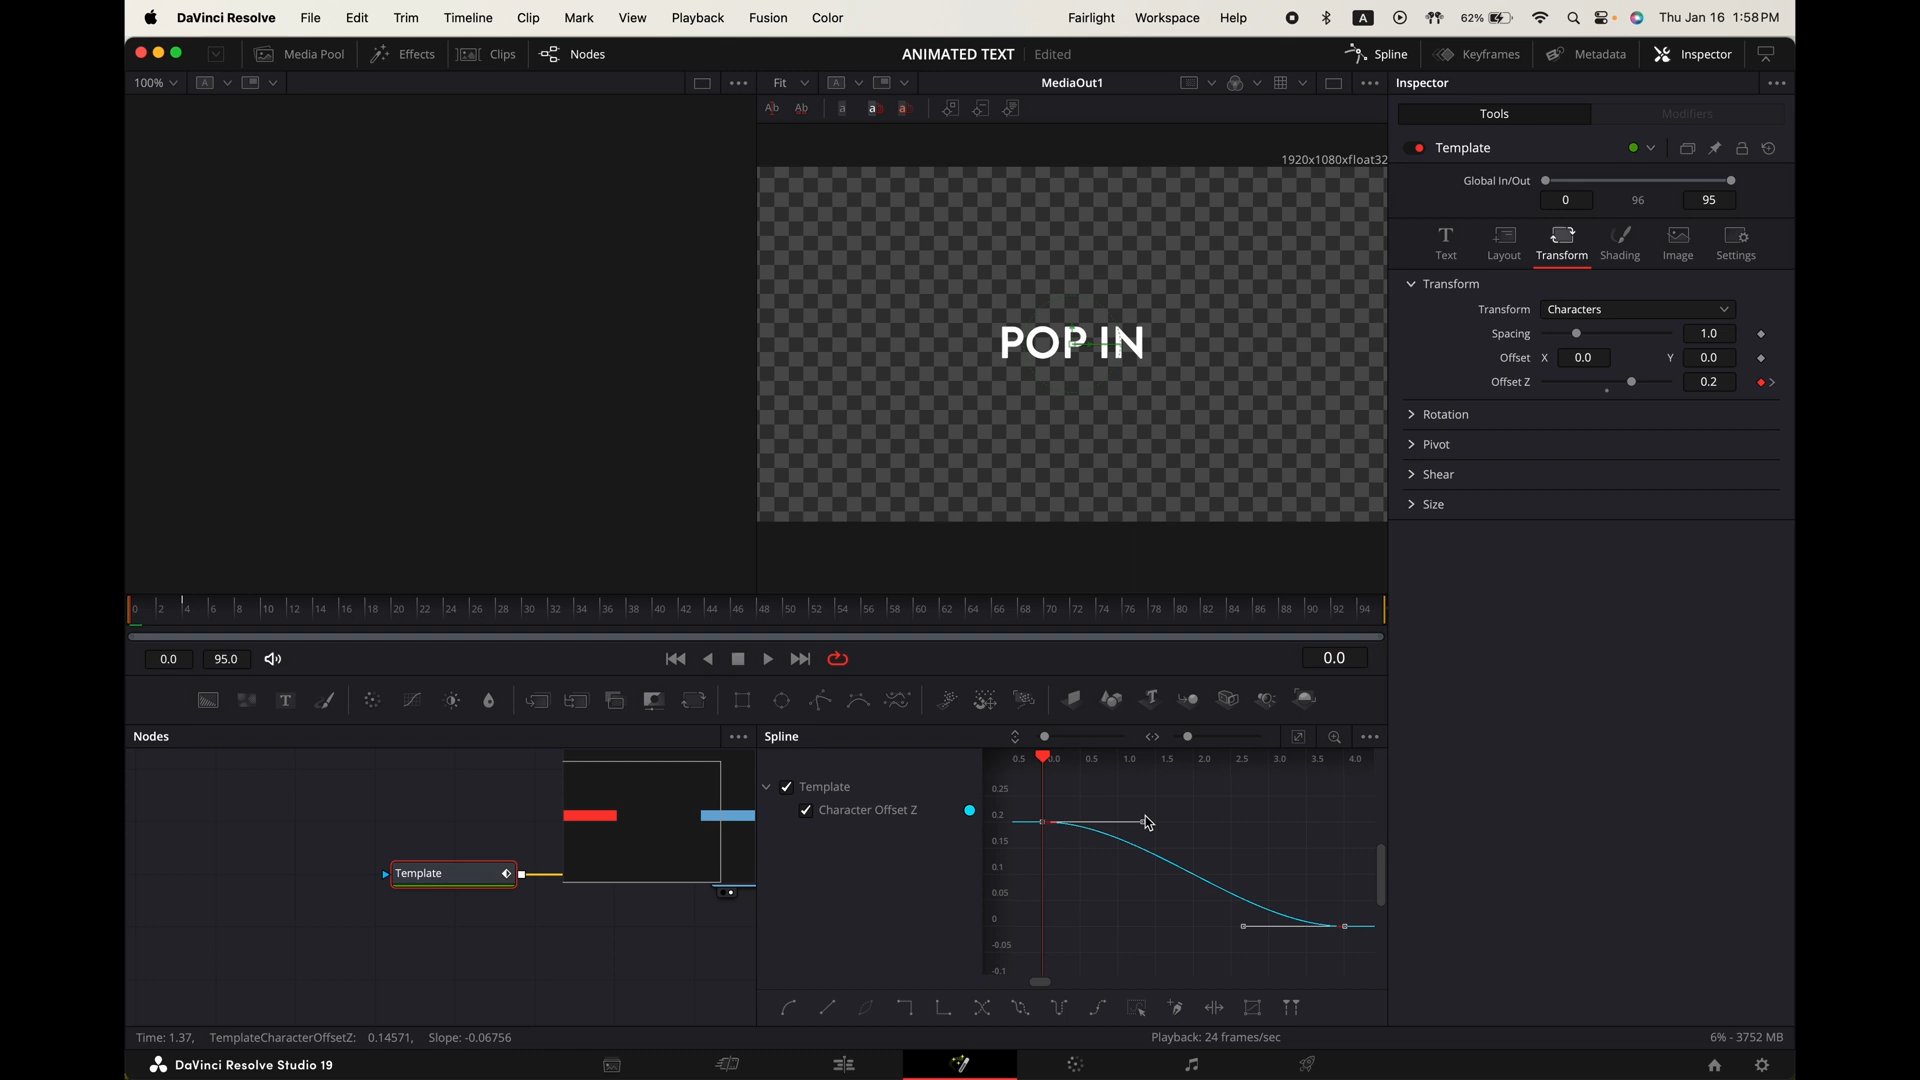 DaVinci Resolve File Edit Trim Timeline Clip Mark View Playback Fusion Color Fairlight Workspace Help A 62% Thu Jan 16 1:58 PM
Media Pool Effects Clips Nodes ANIMATED TEXT Edited Spline Keyframes Metadata Inspector
100% A Fit A MediaOut1 Inspector
Ab Ab a a a
Tools Modifiers
Template
1920x1080xfloat32
Global In/Out
0 96 95
Text Layout Transform Shading Image Settings
Transform
Transform Characters
Spacing 1.0
Offset X 0.0 Y 0.0
Offset Z 0.2
POP IN
Rotation
Pivot
Shear
Size
0 2 4 6 8 10 12 14 16 18 20 22 24 26 28 30 32 34 36 38 40 42 44 46 48 50 52 54 56 58 60 62 64 66 68 70 72 74 76 78 80 82 84 86 88 90 92 94
0.0 95.0 0.0
T
Nodes Spline
0.5 0.0 0.5 1.0 1.5 2.0 2.5 3.0 3.5 4.0
Template
Character Offset Z
0.25
0.2
0.15
0.1
0.05
0
-0.05
-0.1
Template
Time: 1.37, TemplateCharacterOffsetZ: 0.14571, Slope: -0.06756 Playback: 24 frames/sec 6% - 3752 MB
DaVinci Resolve Studio 19